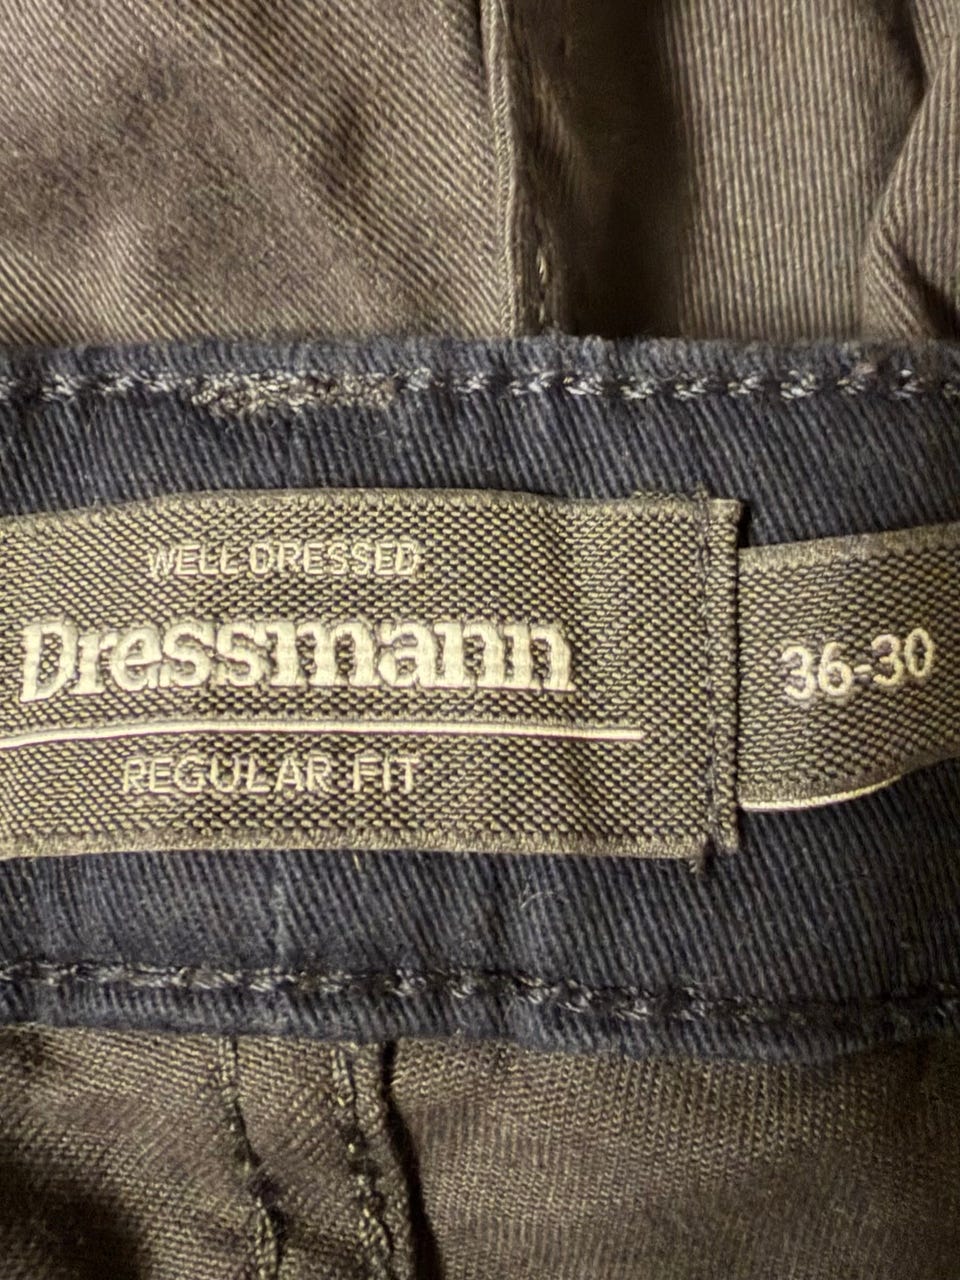 WELL DRESSED
Dressmann
REGULAR FIT
36-30